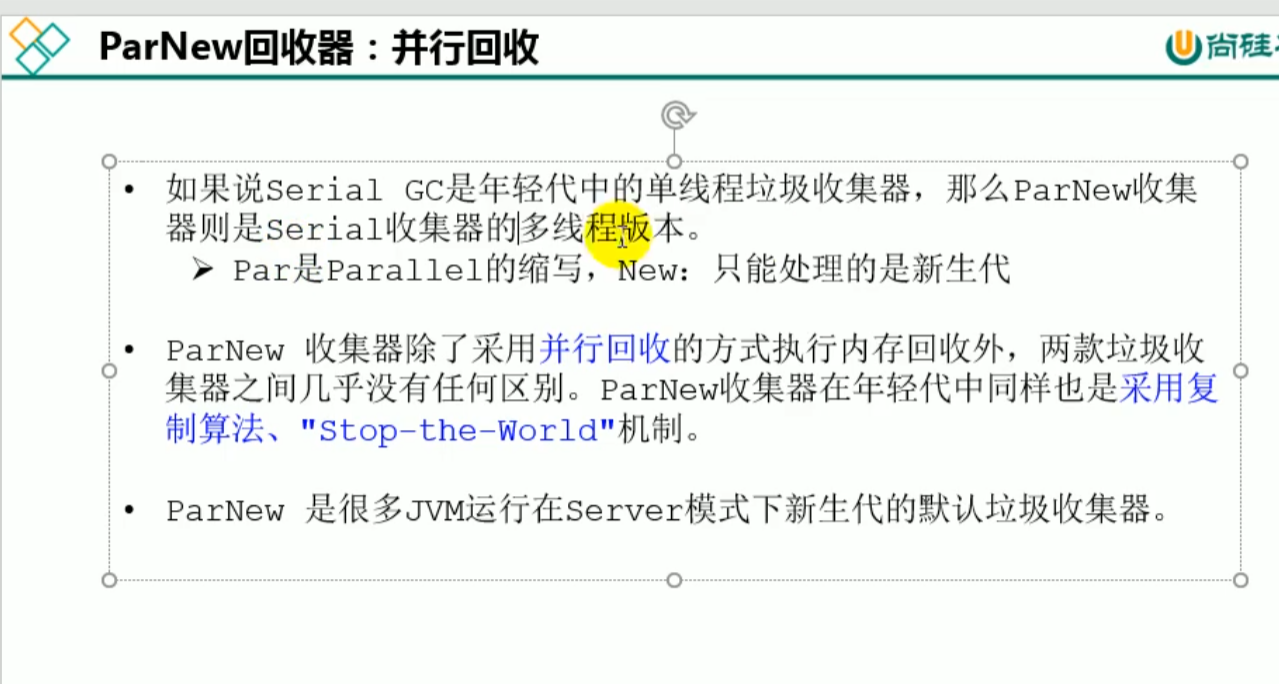 ParNew回收器：并行回收
尚硅
• 如果说Serial GC是年轻代中的单线程垃圾收集器，那么ParNew收集
器则是Serial收集器的多线程版本。
➢ Par是Parallel的缩写，New：只能处理的是新生代
• ParNew 收集器除了采用并行回收的方式执行内存回收外，两款垃圾收
集器之间几乎没有任何区别。ParNew收集器在年轻代中同样也是采用复
制算法、"Stop-the-World"机制。
• ParNew 是很多JVM运行在Server模式下新生代的默认垃圾收集器。